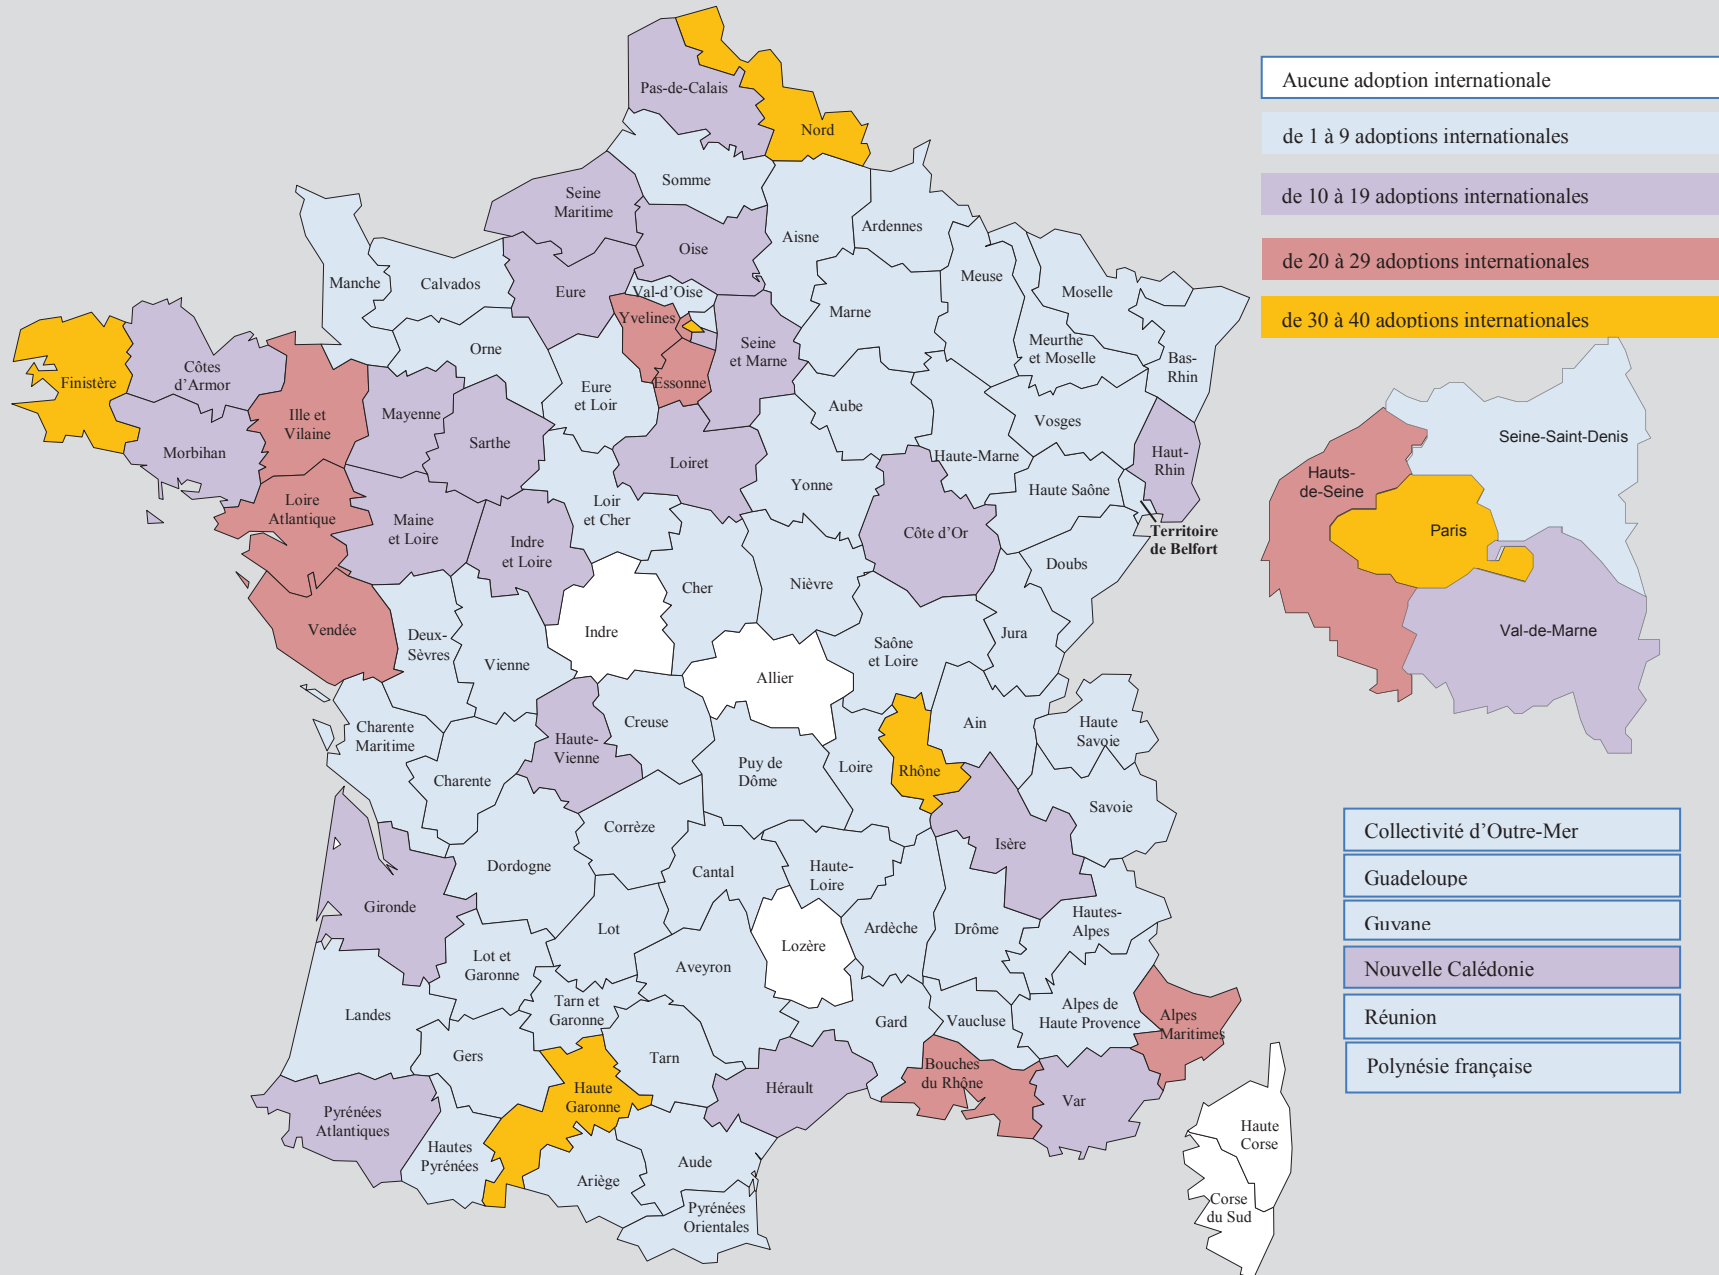 Aucune adoption internationale
de 1 à 9 adoptions internationales
de 10 à 19 adoptions internationales
de 20 à 29 adoptions internationales
de 30 à 40 adoptions internationales
Pas-de-Calais
Nord
Somme
Seine
Maritime
Oise
Aisne
Ardennes
Manche
Calvados
Eure
Val-d’Oise
Yvelines
Essonne
Seine
et Marne
Marne
Meuse
Moselle
Meurthe
et Moselle
Bas-
Rhin
Orne
Finistère
Côtes
d’Armor
Morbihan
Ille et
Vilaine
Mayenne
Sarthe
Eure
et Loir
Aube
Vosges
Haute-Marne
Haut-
Rhin
Loiret
Yonne
Loir
et Cher
Haute Saône
Territoire
de Belfort
Loire
Atlantique
Maine
et Loire
Indre
et Loire
Côte d’Or
Doubs
Cher
Nièvre
Indre
Vendée
Deux-
Sèvres
Vienne
Allier
Saône
et Loire
Jura
Charente
Maritime
Charente
Haute-
Vienne
Creuse
Puy de
Dôme
Loire
Rhône
Ain
Haute
Savoie
Savoie
Corrèze
Dordogne
Cantal
Haute-
Loire
Isère
Gironde
Lot
Lot et
Garonne
Aveyron
Lozère
Ardèche
Drôme
Hautes-
Alpes
Landes
Tarn et
Garonne
Gers
Tarn
Gard
Vaucluse
Alpes de
Haute Provence
Alpes
Maritimes
Haute
Garonne
Hérault
Bouches
du Rhône
Var
Pyrénées
Atlantiques
Hautes
Pyrénées
Ariège
Aude
Pyrénées
Orientales
Haute
Corse
Corse
du Sud
Seine-Saint-Denis
Hauts-
de-Seine
Paris
Val-de-Marne
Collectivité d’Outre-Mer
Guadeloupe
Guyane
Nouvelle Calédonie
Réunion
Polynésie française